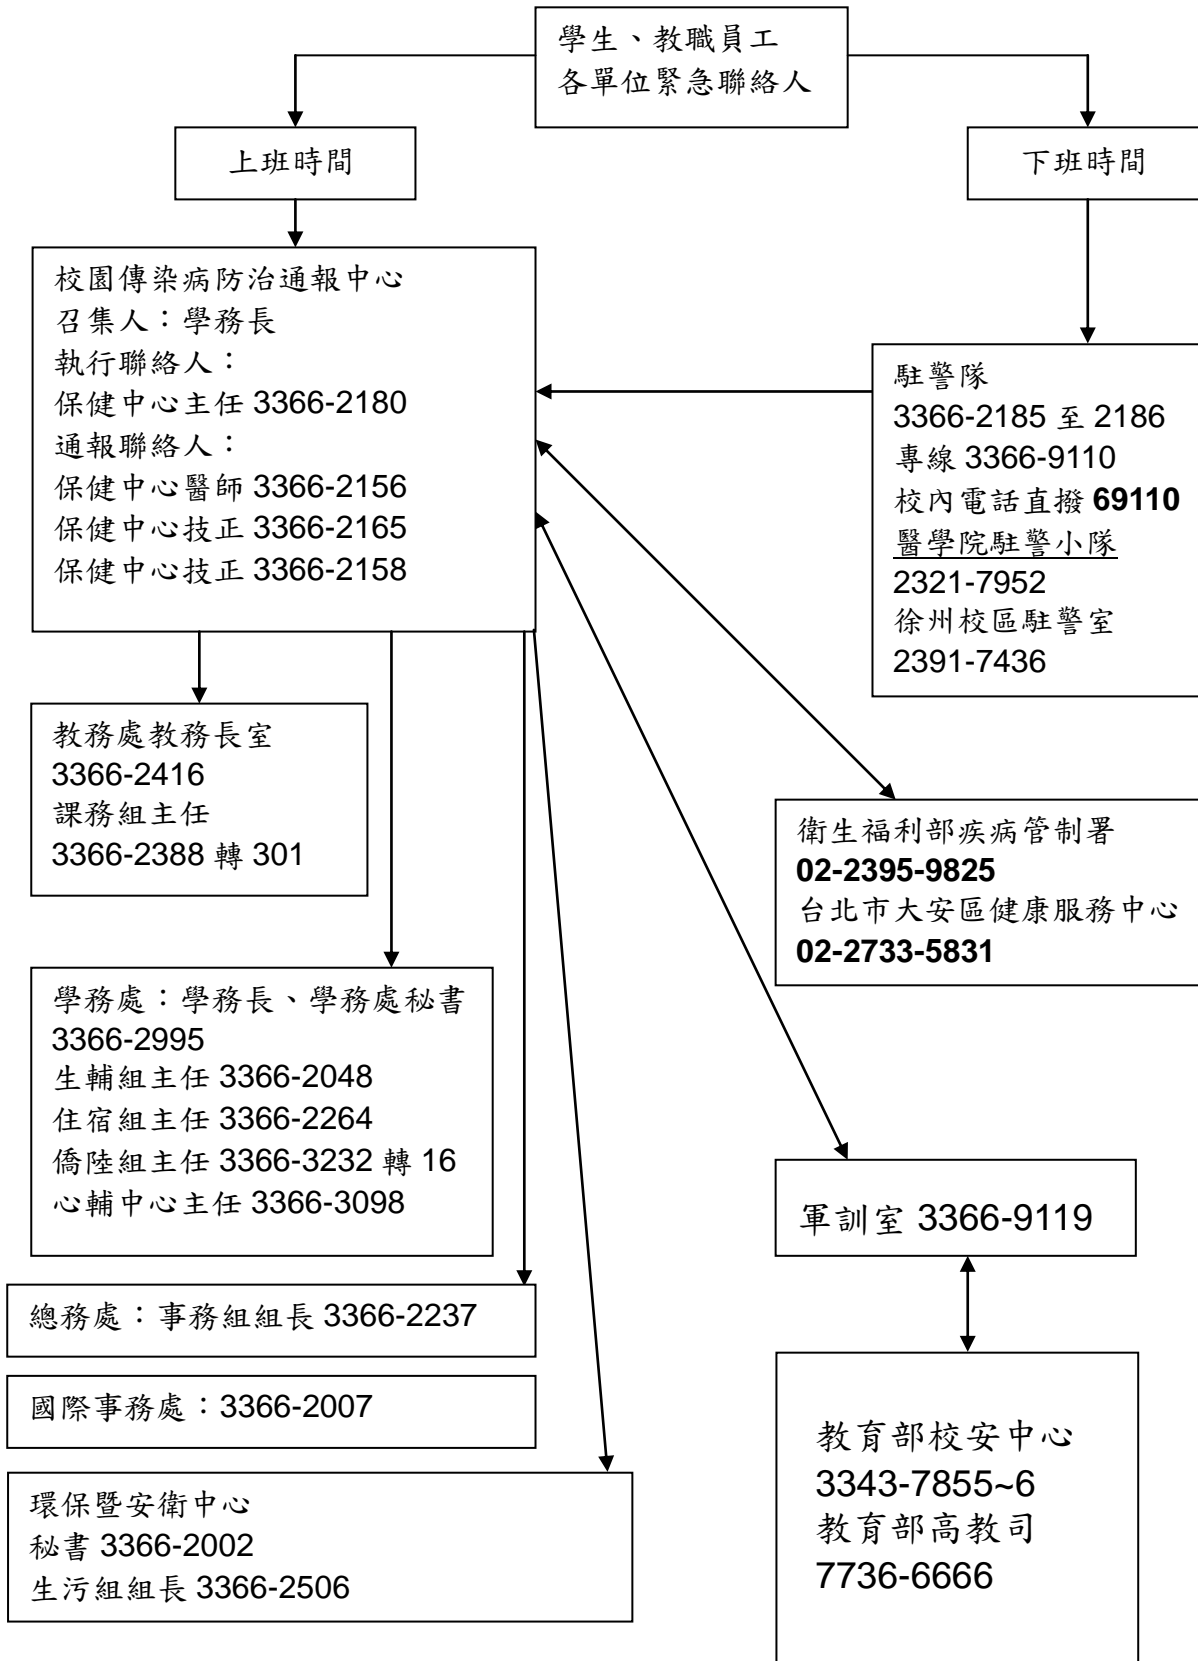 學生、教職員工
各單位緊急聯絡人
上班時間
下班時間
校園傳染病防治通報中心
召集人：學務長
執行聯絡人：
保健中心主任 3366-2180
通報聯絡人：
保健中心醫師 3366-2156
保健中心技正 3366-2165
保健中心技正 3366-2158
駐警隊
3366-2185 至 2186
專線 3366-9110
校內電話直撥 69110
醫學院駐警小隊
2321-7952
徐州校區駐警室
2391-7436
教務處教務長室
3366-2416
課務組主任
3366-2388 轉 301
衛生福利部疾病管制署
02-2395-9825
台北市大安區健康服務中心
02-2733-5831
學務處：學務長、學務處秘書
3366-2995
生輔組主任 3366-2048
住宿組主任 3366-2264
僑陸組主任 3366-3232 轉 16
心輔中心主任 3366-3098
軍訓室 3366-9119
總務處：事務組組長 3366-2237
國際事務處：3366-2007
環保暨安衛中心
秘書 3366-2002
生污組組長 3366-2506
教育部校安中心
3343-7855~6
教育部高教司
7736-6666